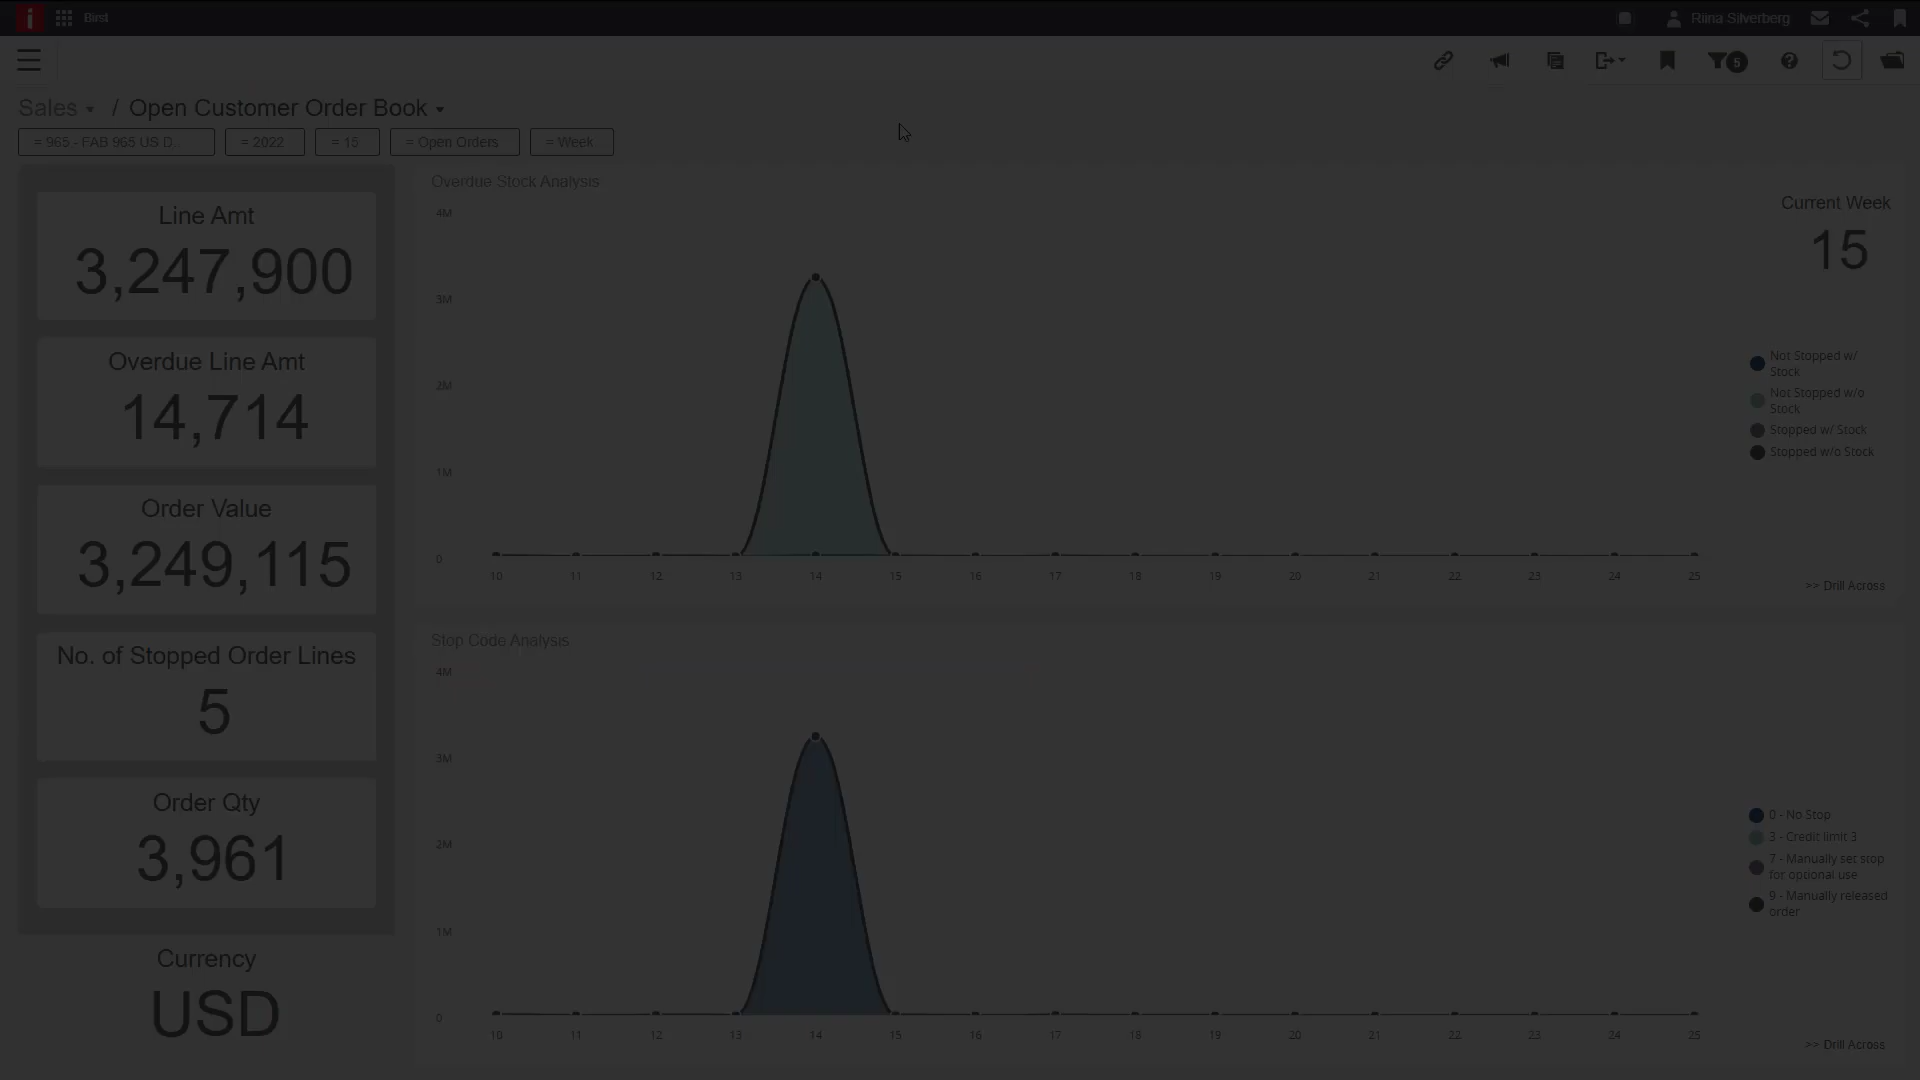 i Birst Riina Silverberg
5
Sales / Open Customer Order Book
= 965 - FAB 965 US D... = 2022 = 15 = Open Orders = Week
Line Amt
3,247,900
Overdue Line Amt
14,714
Order Value
3,249,115
No. of Stopped Order Lines
5
Order Qty
3,961
Currency
USD
Overdue Stock Analysis
4M
3M
2M
1M
0
10 11 12 13 14 15 16 17 18 19 20 21 22 23 24 25
Current Week
15
Not Stopped w/
Stock
Not Stopped w/o
Stock
Stopped w/ Stock
Stopped w/o Stock
>> Drill Across
Stop Code Analysis
4M
3M
2M
1M
0
10 11 12 13 14 15 16 17 18 19 20 21 22 23 24 25
0 - No Stop
3 - Credit limit 3
7 - Manually set stop
for optional use
9 - Manually released
order
>> Drill Across